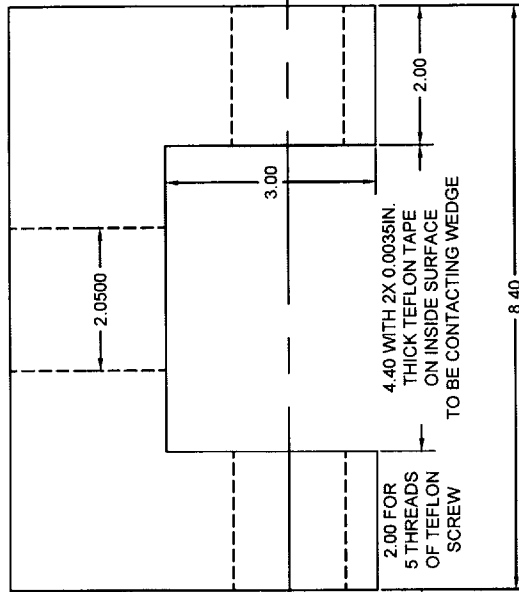 2.0500
3.00
2.00
4.40 WITH 2X 0.0035IN.
THICK TEFLON TAPE
ON INSIDE SURFACE
TO BE CONTACTING WEDGE
2.00 FOR
5 THREADS
OF TEFLON
SCREW
8.40